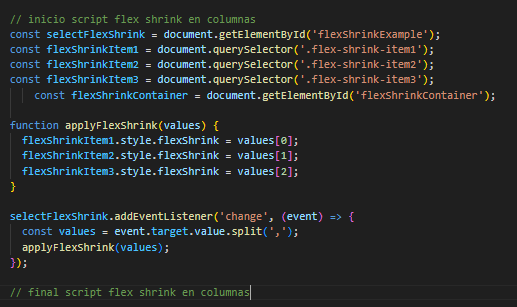 // inicio script flex shrink en columnas
const selectFlexShrink = document.getElementById('flexShrinkExample');
const flexShrinkItem1 = document.querySelector('.flex-shrink-item1');
const flexShrinkItem2 = document.querySelector('.flex-shrink-item2');
const flexShrinkItem3 = document.querySelector('.flex-shrink-item3');
const flexShrinkContainer = document.getElementById('flexShrinkContainer');
function applyFlexShrink(values) {
flexShrinkItem1.style.flexShrink = values[0];
flexShrinkItem2.style.flexShrink = values[1];
flexShrinkItem3.style.flexShrink = values[2];
}
selectFlexShrink.addEventListener('change', (event) => {
const values = event.target.value.split(',');
applyFlexShrink(values);
});
// final script flex shrink en columnas